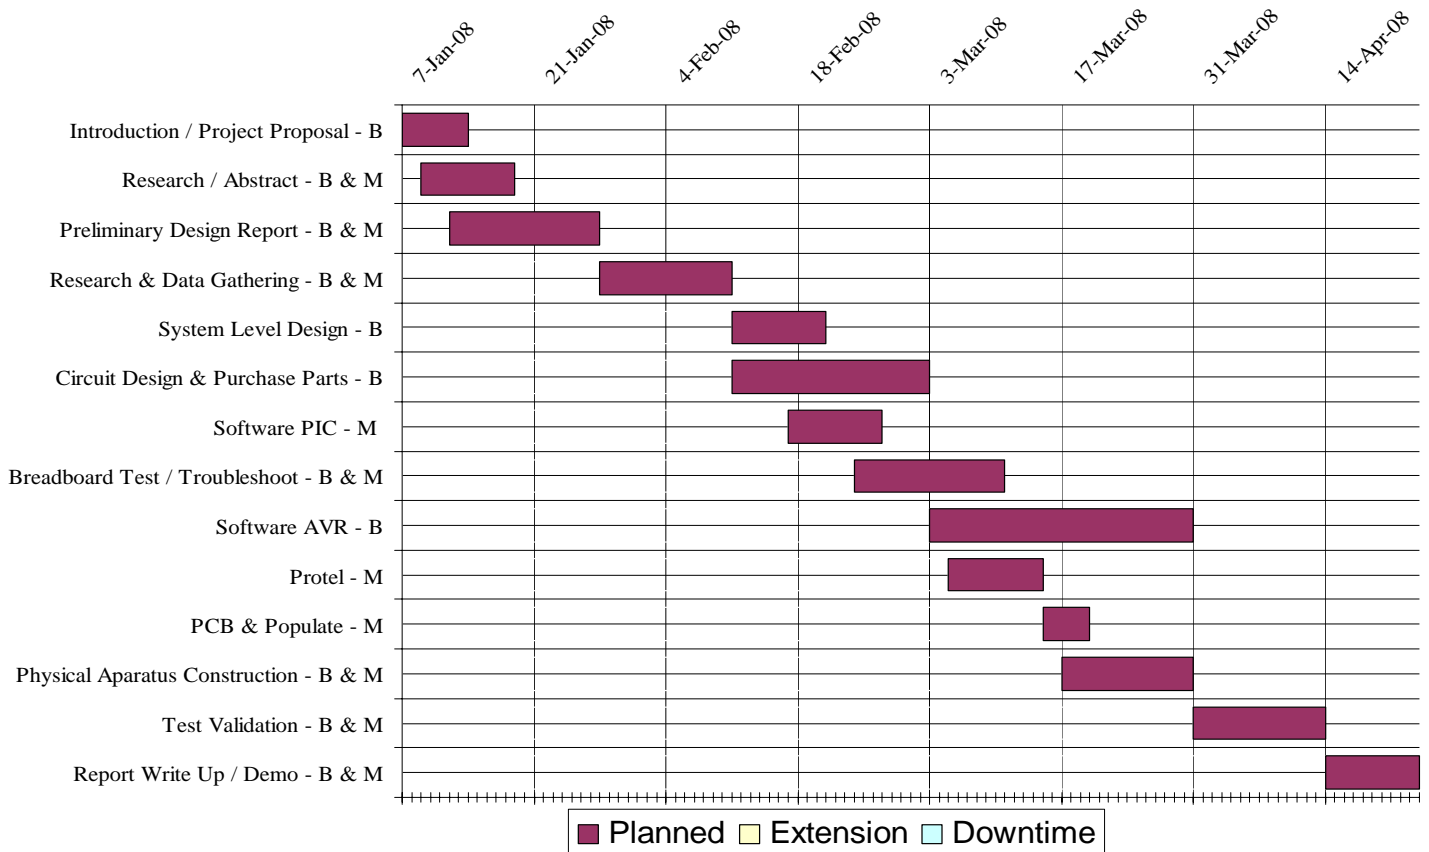 7-Jan-08
21-Jan-08
4-Feb-08
18-Feb-08
3-Mar-08
17-Mar-08
31-Mar-08
14-Apr-08
Introduction / Project Proposal - B
Research / Abstract - B & M
Preliminary Design Report - B & M
Research & Data Gathering - B & M
System Level Design - B
Circuit Design & Purchase Parts - B
Software PIC - M
Breadboard Test / Troubleshoot - B & M
Software AVR - B
Protel - M
PCB & Populate - M
Physical Aparatus Construction - B & M
Test Validation - B & M
Report Write Up / Demo - B & M
Planned Extension Downtime